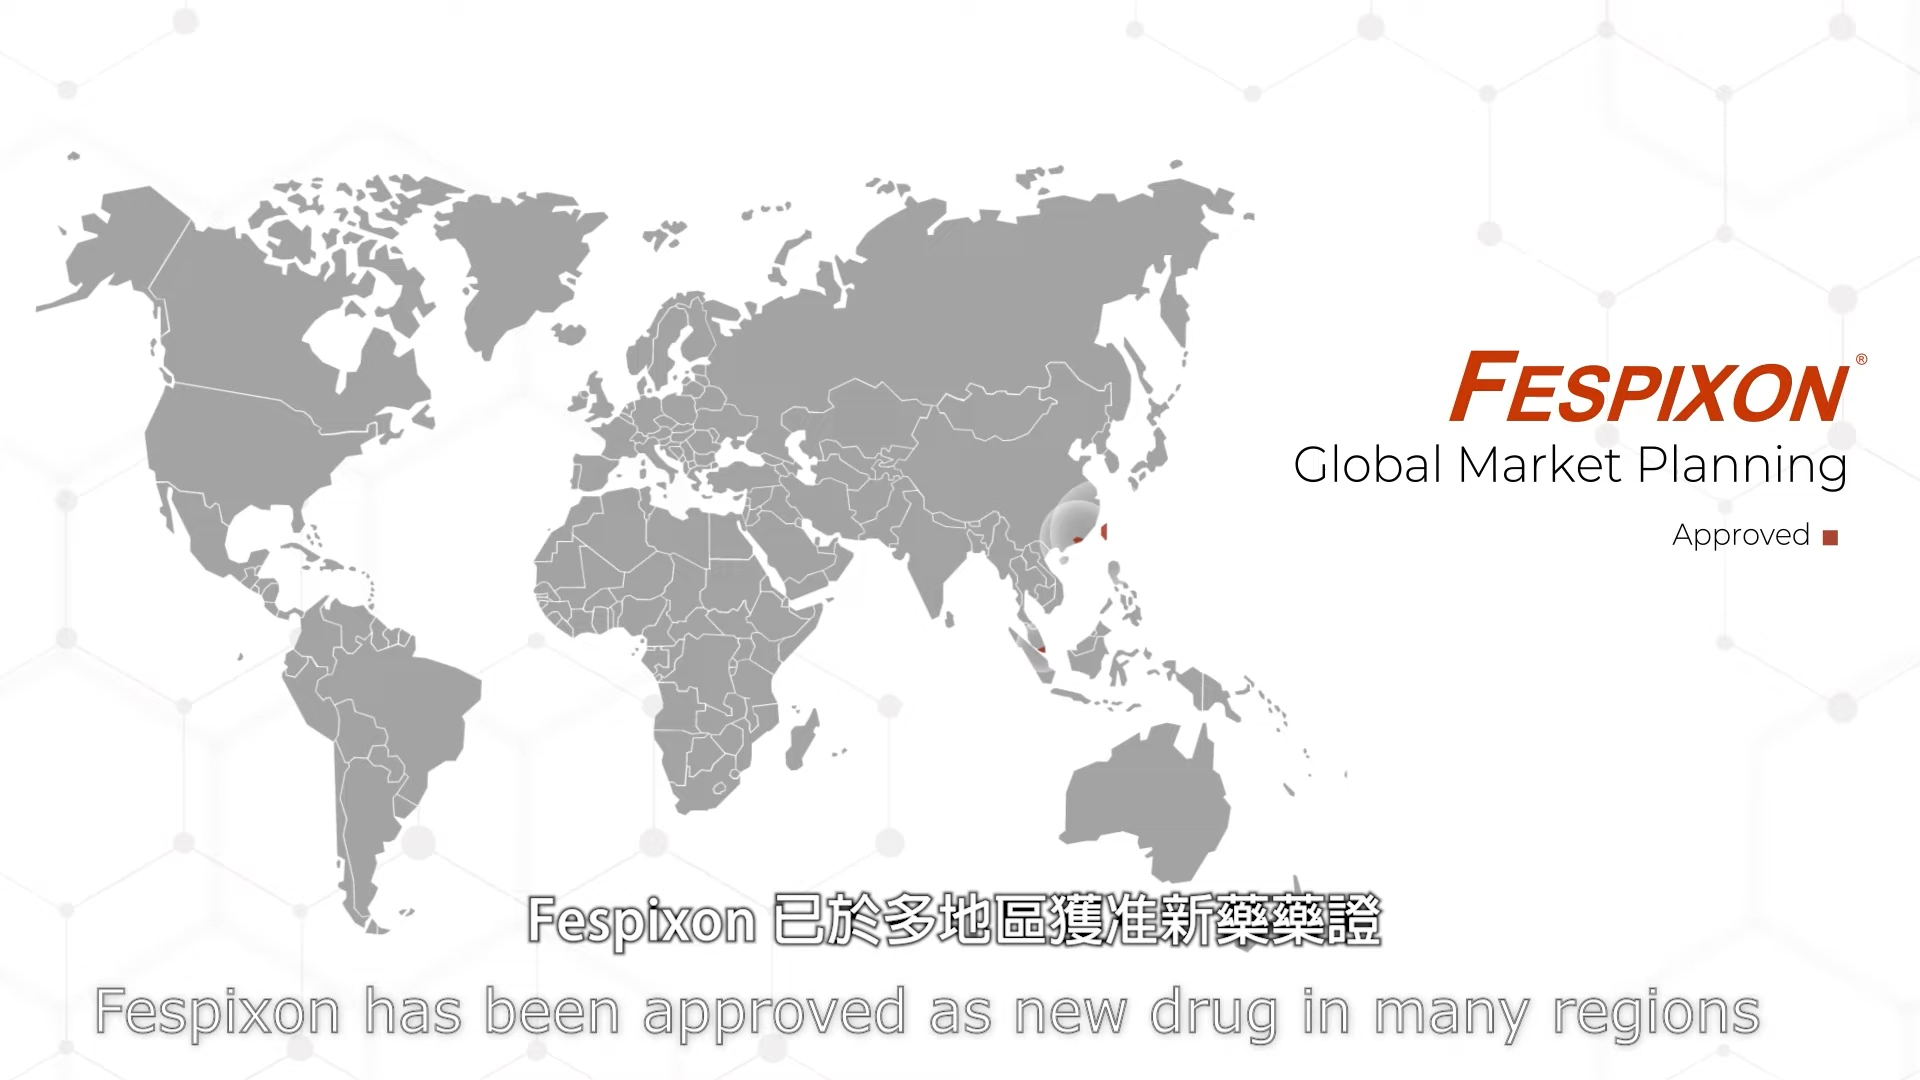 FESPIXON®
Global Market Planning
Approved
Fespixon 已於多地區獲准新藥藥證
Fespixon has been approved as new drug in many regions